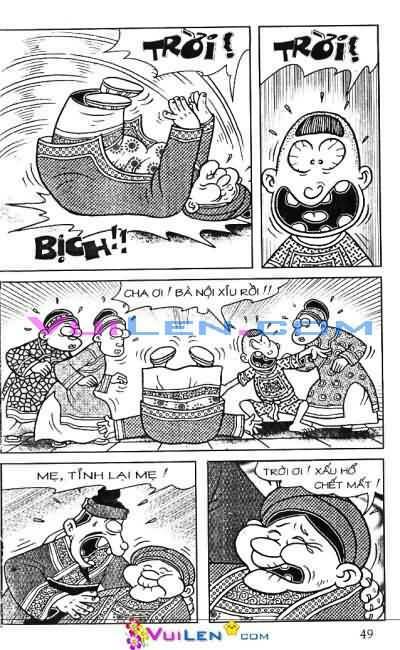 TRỜI!
TRỜI!
BỊCH!!
CHA ƠI! BÀ NỘI XỈU RỒI!!
VUILEN.COM
MẸ, TỈNH LẠI MẸ!
TRỜI ƠI! XẤU HỔ
CHẾT MẤT!
49
VUILEN.COM